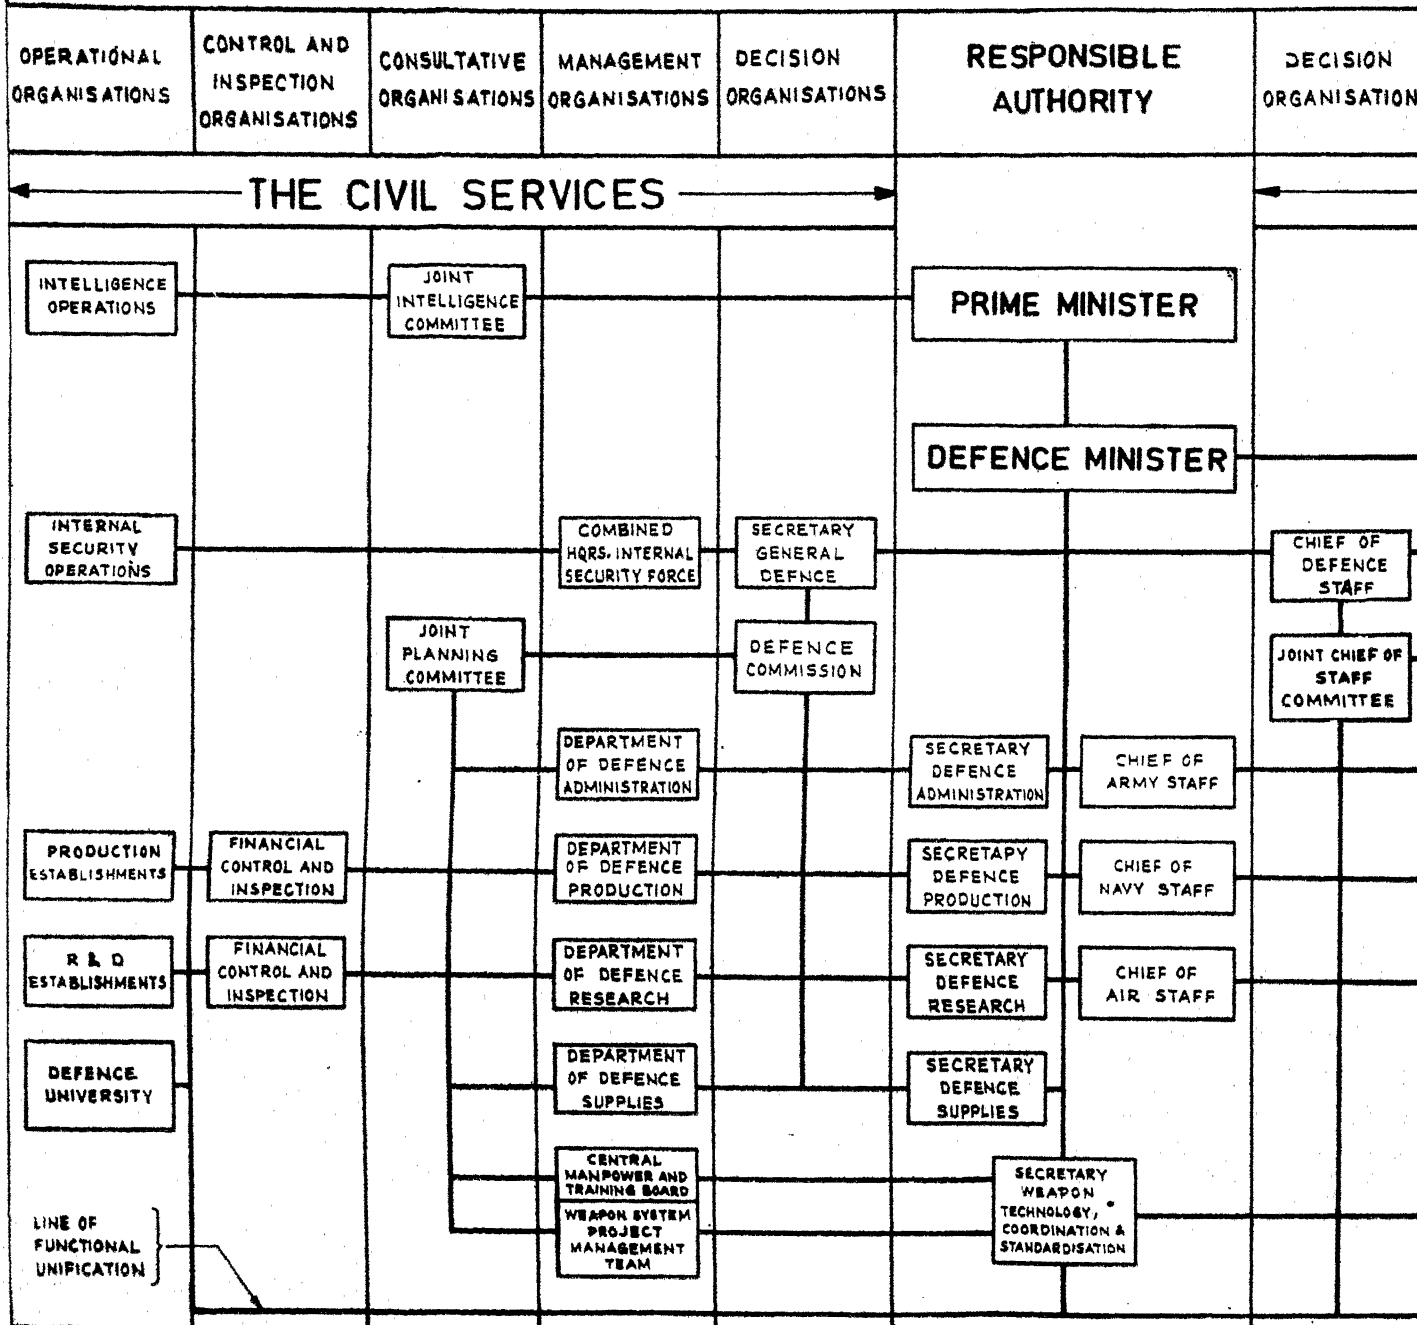 OPERATIONAL
ORGANISATIONS
CONTROL AND
INSPECTION
ORGANISATIONS
CONSULTATIVE
ORGANISATIONS
MANAGEMENT
ORGANISATIONS
DECISION
ORGANISATIONS
RESPONSIBLE
AUTHORITY
DECISION
ORGANISATION
THE CIVIL SERVICES
INTELLIGENCE
OPERATIONS
JOINT
INTELLIGENCE
COMMITTEE
PRIME MINISTER
DEFENCE MINISTER
INTERNAL
SECURITY
OPERATIONS
COMBINED
HQRS. INTERNAL
SECURITY FORCE
SECRETARY
GENERAL
DEFNCE
CHIEF OF
DEFENCE
STAFF
JOINT
PLANNING
COMMITTEE
DEFENCE
COMMISSION
JOINT CHIEF OF
STAFF
COMMITTEE
DEPARTMENT
OF DEFENCE
ADMINISTRATION
SECRETARY
DEFENCE
ADMINISTRATION
CHIEF OF
ARMY STAFF
PRODUCTION
ESTABLISHMENTS
FINANCIAL
CONTROL AND
INSPECTION
DEPARTMENT
OF DEFENCE
PRODUCTION
SECRETAPY
DEFENCE
PRODUCTION
CHIEF OF
NAVY STAFF
R & D
ESTABLISHMENTS
FINANCIAL
CONTROL AND
INSPECTION
DEPARTMENT
OF DEFENCE
RESEARCH
SECRETARY
DEFENCE
RESEARCH
CHIEF OF
AIR STAFF
DEFENCE
UNIVERSITY
DEPARTMENT
OF DEFENCE
SUPPLIES
SECRETARY
DEFENCE
SUPPLIES
CENTRAL
MANPOWER AND
TRAINING BOARD
WEAPON SYSTEM
PROJECT
MANAGEMENT
TEAM
SECRETARY
WEAPON
TECHNOLOGY,
COORDINATION &
STANDARDISATION
LINE OF
FUNCTIONAL
UNIFICATION